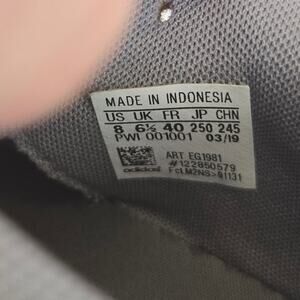 MADE IN INDONESIA
US UK FR JP CHN
8 6½ 40 250 245
PWI 001001 03/19
ART EG1981
#122850579
adidas FcLM2NS>01131